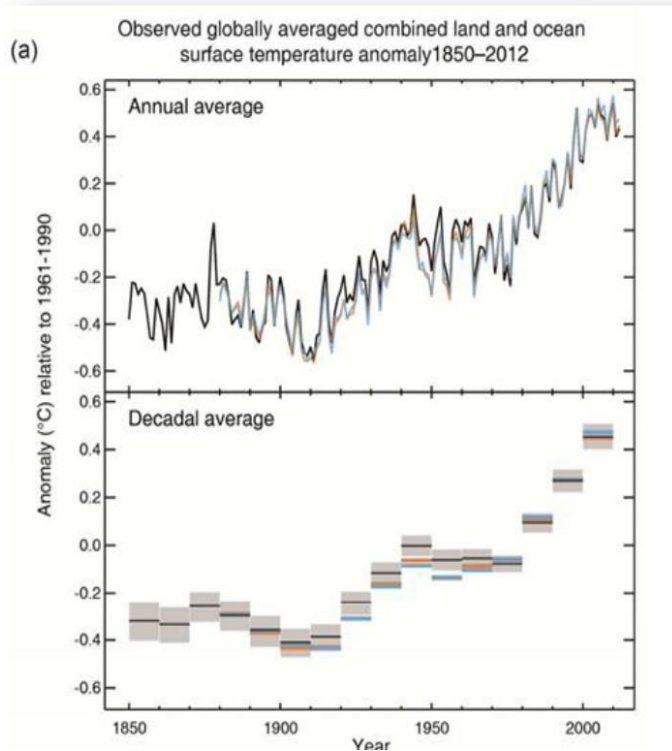 Observed globally averaged combined land and ocean
surface temperature anomaly1850–2012
(a)
0.6
Annual average
0.4
0.2
0.0
-0.2
-0.4
-0.6
Anomaly (°C) relative to 1961-1990
0.6
Decadal average
0.4
0.2
0.0
-0.2
-0.4
-0.6
1850 1900 1950 2000
Year